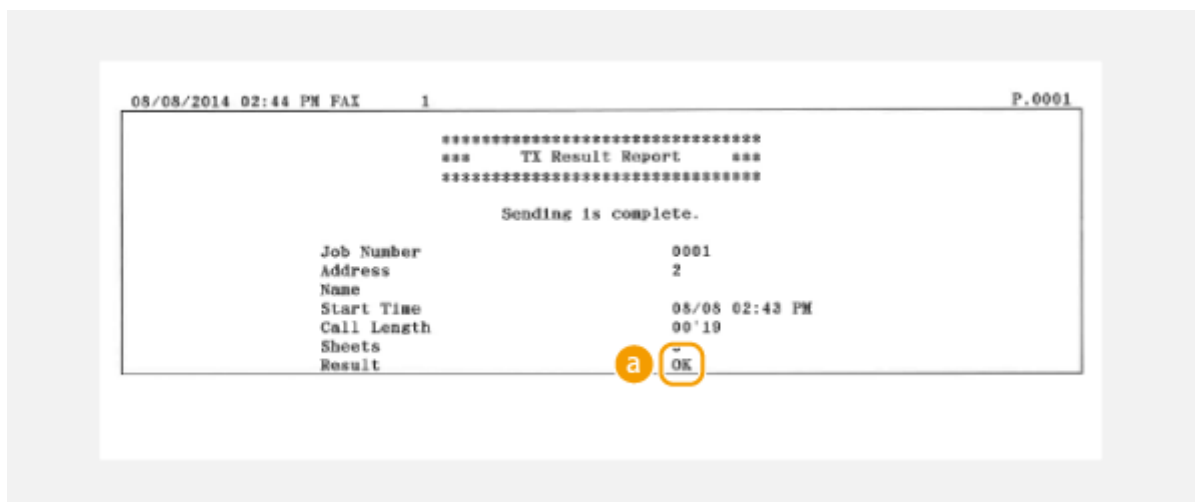 08/08/2014 02:44 PM FAX 1 P.0001
********************************
*** TX Result Report ***
********************************
Sending is complete.
Job Number 0001
Address 2
Name
Start Time 08/08 02:43 PM
Call Length 00'19
Sheets
Result a OK